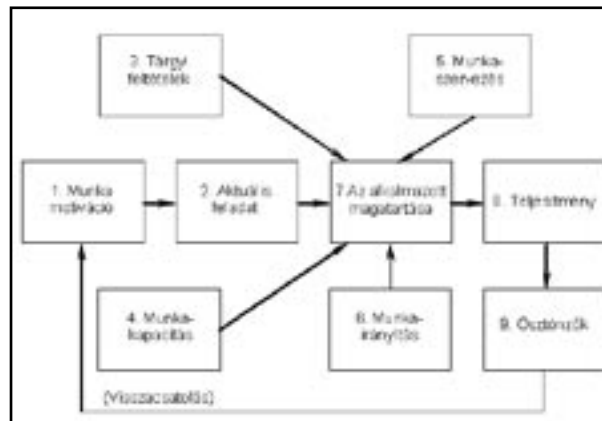 3. Tárgyi
feltételek
5. Munka-
szervezés
1. Munka
motiváció
2. Aktuális
feladat
7. Az alkalmazott
magatartása
8. Teljesítmény
4. Munka-
kapacitás
6. Munka-
irányítás
9. Ösztönzők
(Visszacsatolás)